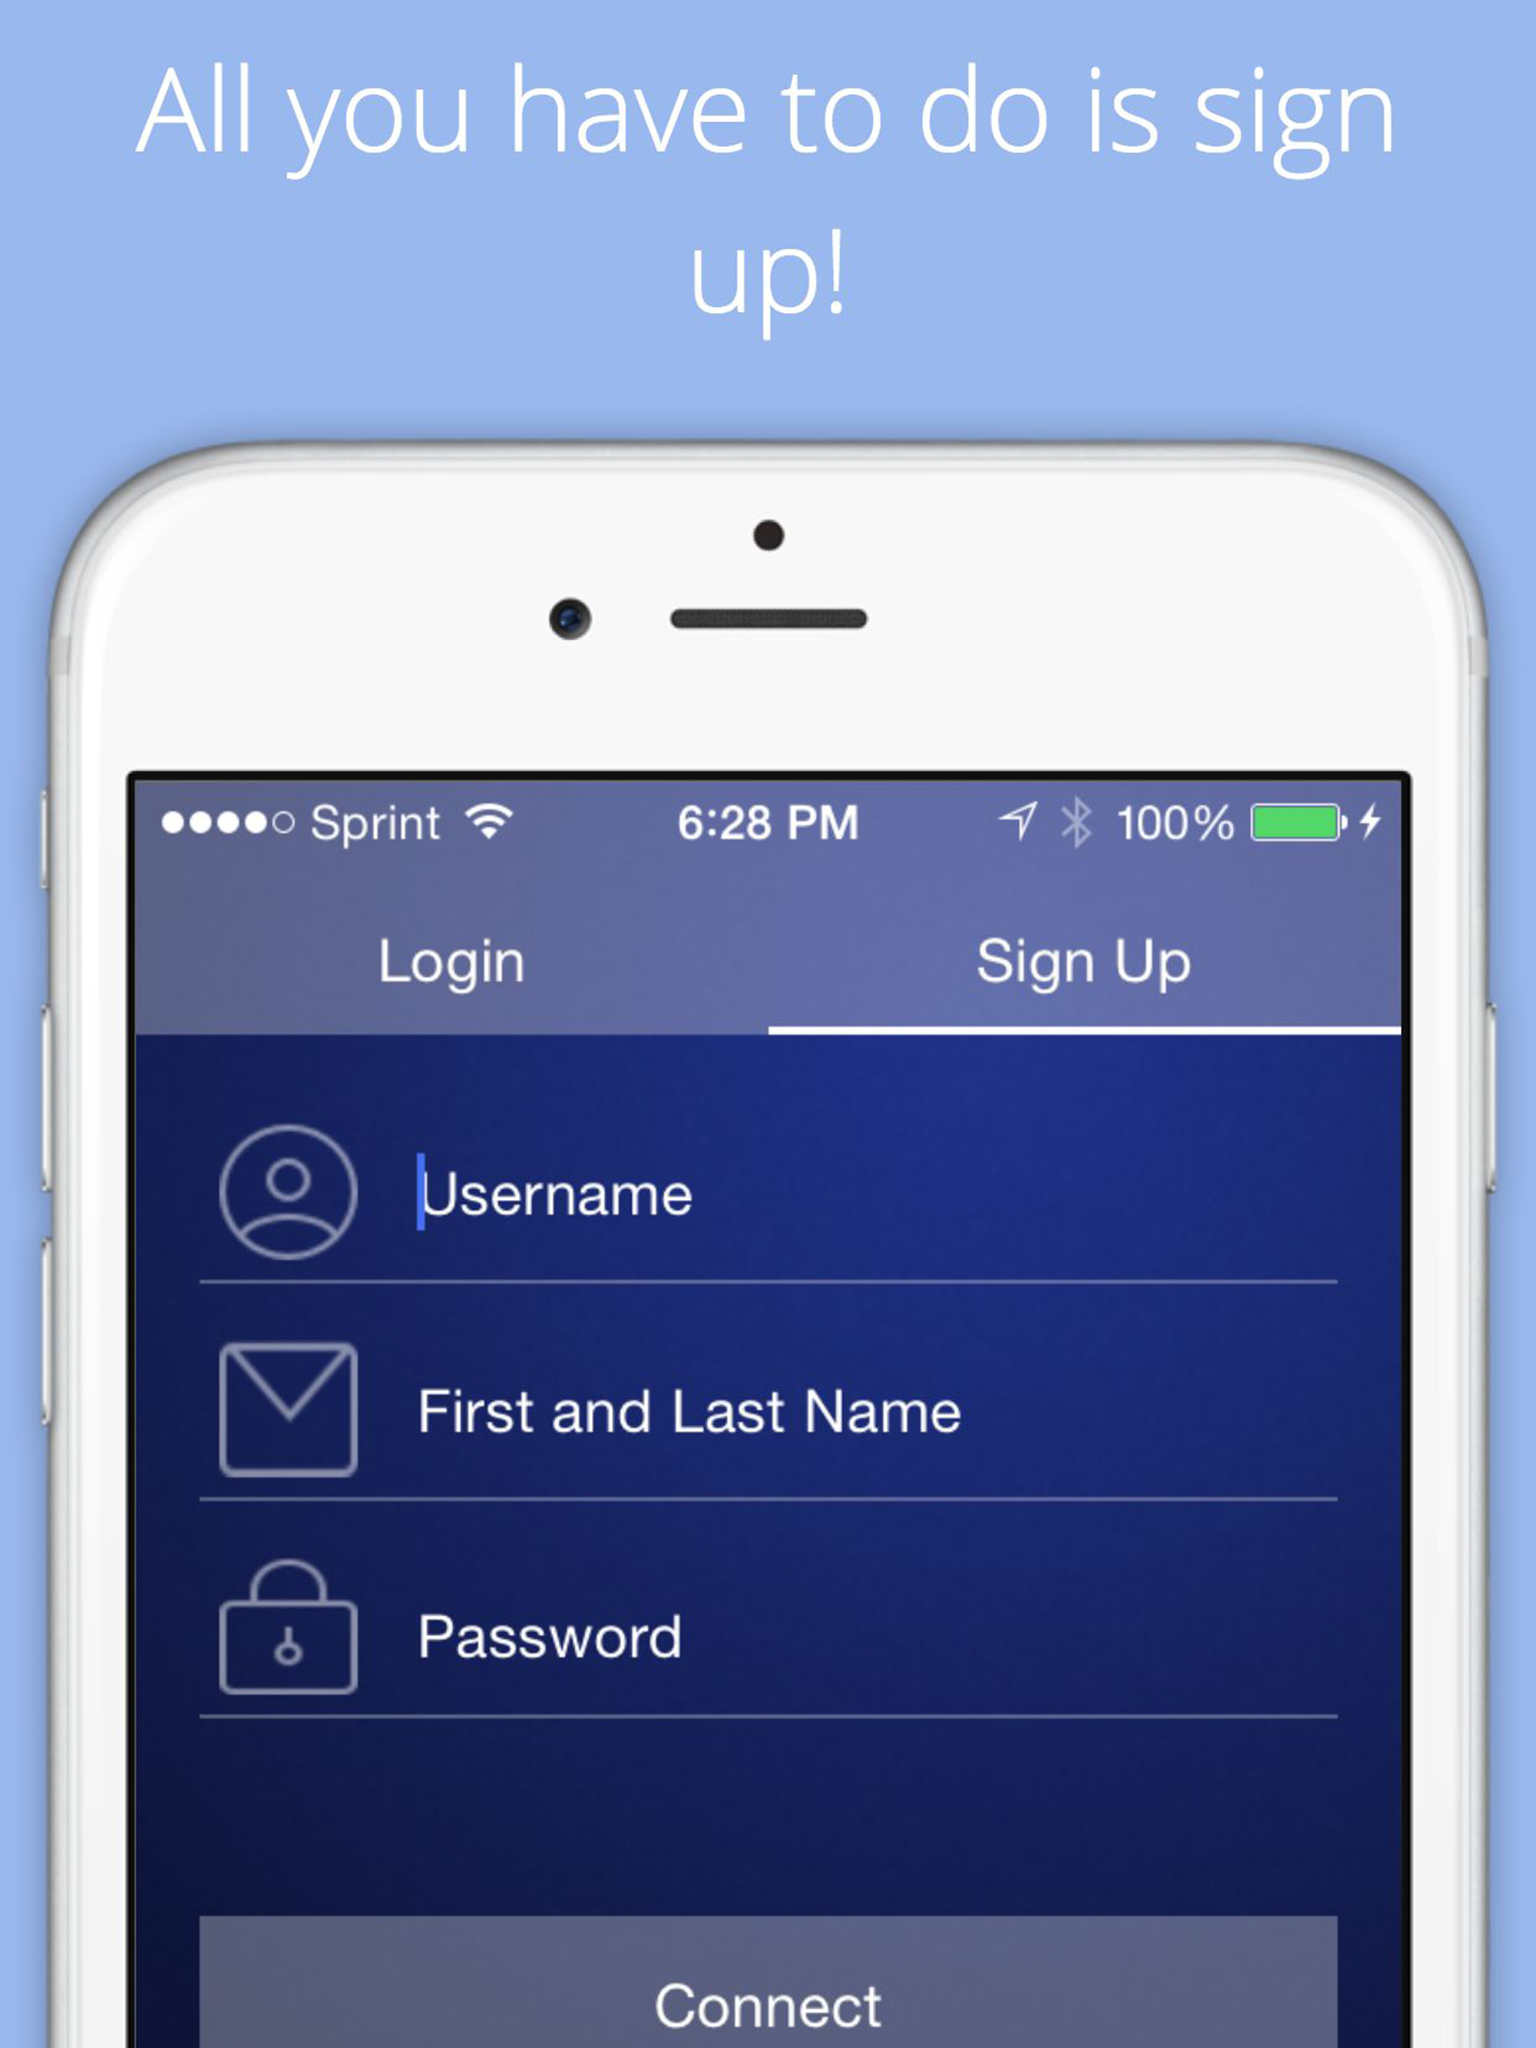 All you have to do is sign
up!
Sprint 6:28 PM 100%
Login Sign Up
Username
First and Last Name
Password
Connect